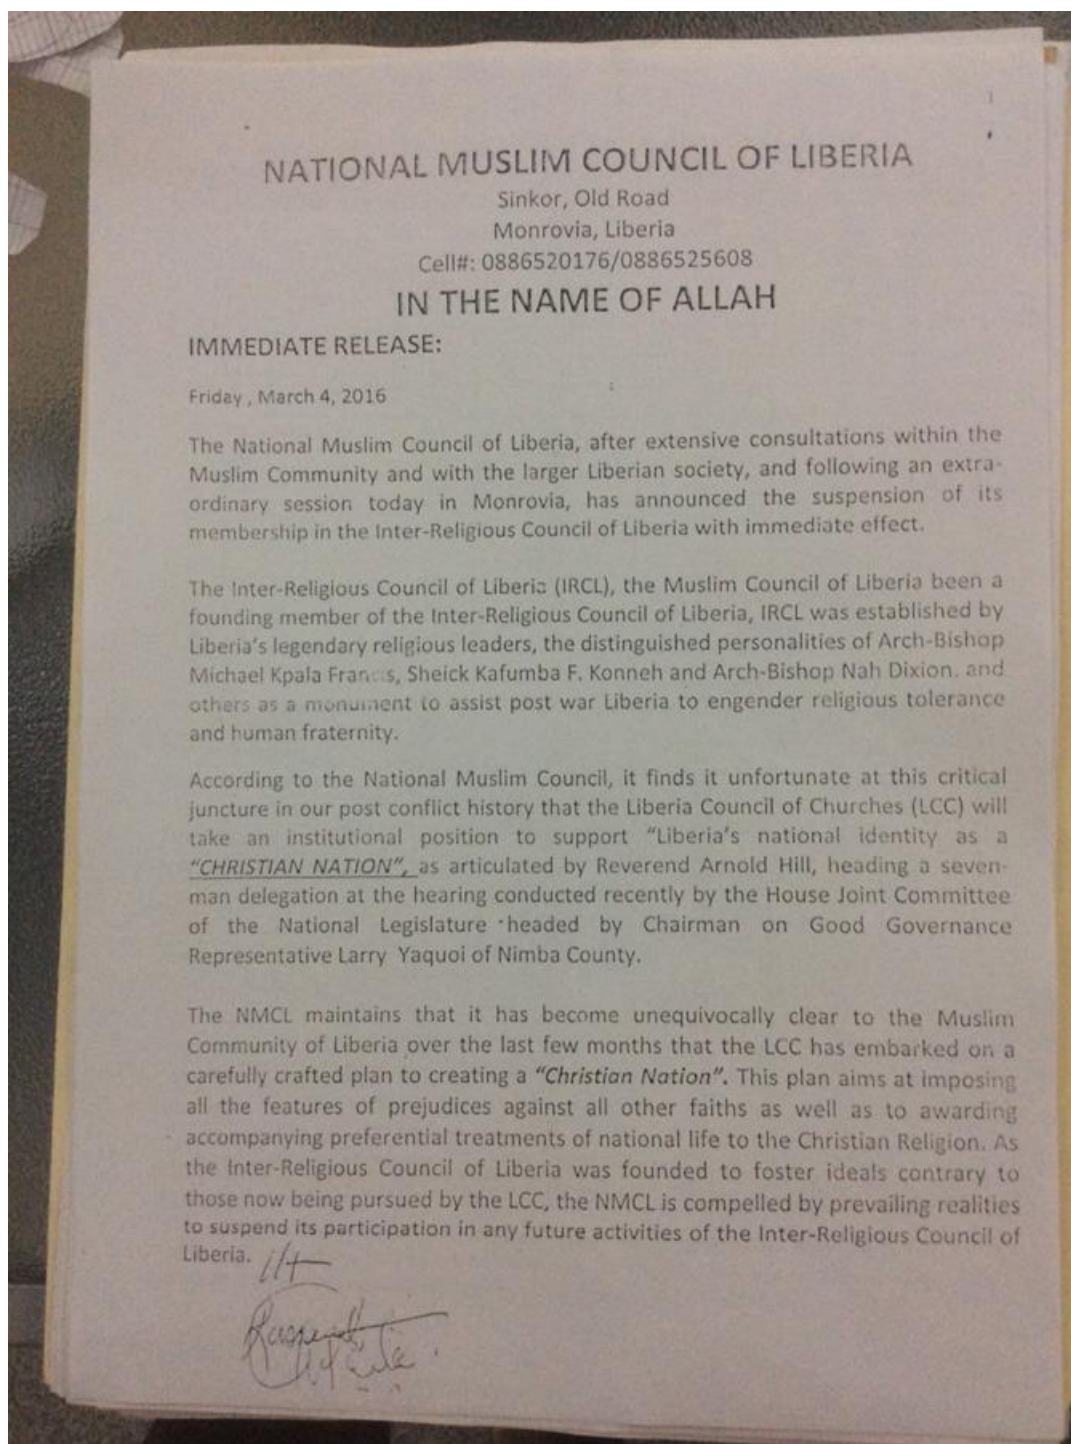 NATIONAL MUSLIM COUNCIL OF LIBERIA
Sinkor, Old Road
Monrovia, Liberia
Cell#: 0886520176/0886525608
IN THE NAME OF ALLAH
IMMEDIATE RELEASE:
Friday , March 4, 2016
The National Muslim Council of Liberia, after extensive consultations within the
Muslim Community and with the larger Liberian society, and following an extra-
ordinary session today in Monrovia, has announced the suspension of its
membership in the Inter-Religious Council of Liberia with immediate effect.
The Inter-Religious Council of Liberia (IRCL), the Muslim Council of Liberia been a
founding member of the Inter-Religious Council of Liberia, IRCL was established by
Liberia's legendary religious leaders, the distinguished personalities of Arch-Bishop
Michael Kpala Francis, Sheick Kafumba F. Konneh and Arch-Bishop Nah Dixion. and
others as a monument to assist post war Liberia to engender religious tolerance
and human fraternity.
According to the National Muslim Council, it finds it unfortunate at this critical
juncture in our post conflict history that the Liberia Council of Churches (LCC) will
take an institutional position to support "Liberia's national identity as a
"CHRISTIAN NATION", as articulated by Reverend Arnold Hill, heading a seven-
man delegation at the hearing conducted recently by the House Joint Committee
of the National Legislature headed by Chairman on Good Governance
Representative Larry Yaquoi of Nimba County.
The NMCL maintains that it has become unequivocally clear to the Muslim
Community of Liberia over the last few months that the LCC has embarked on a
carefully crafted plan to creating a "Christian Nation". This plan aims at imposing
all the features of prejudices against all other faiths as well as to awarding
accompanying preferential treatments of national life to the Christian Religion. As
the Inter-Religious Council of Liberia was founded to foster ideals contrary to
those now being pursued by the LCC, the NMCL is compelled by prevailing realities
to suspend its participation in any future activities of the Inter-Religious Council of
Liberia.